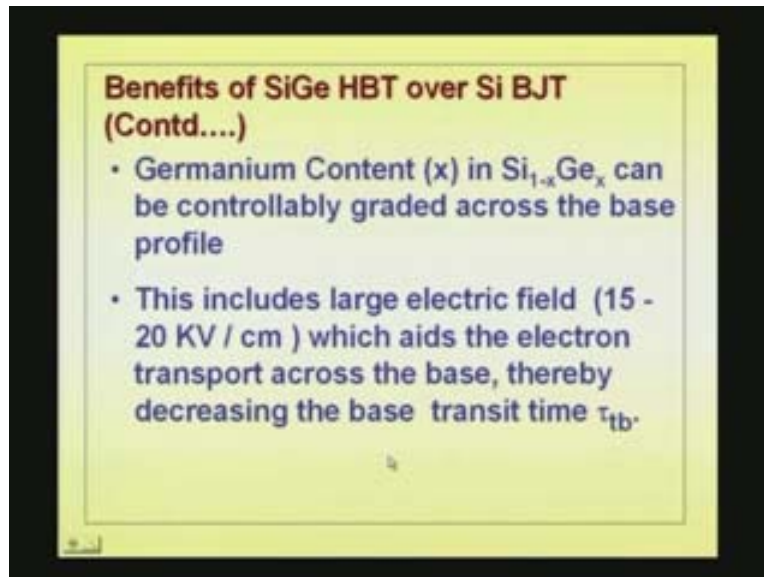 Benefits of SiGe HBT over Si BJT
(Contd....)
• Germanium Content (x) in Si₁₋ₓGeₓ can
be controllably graded across the base
profile
• This includes large electric field (15 -
20 KV / cm ) which aids the electron
transport across the base, thereby
decreasing the base transit time τtb.